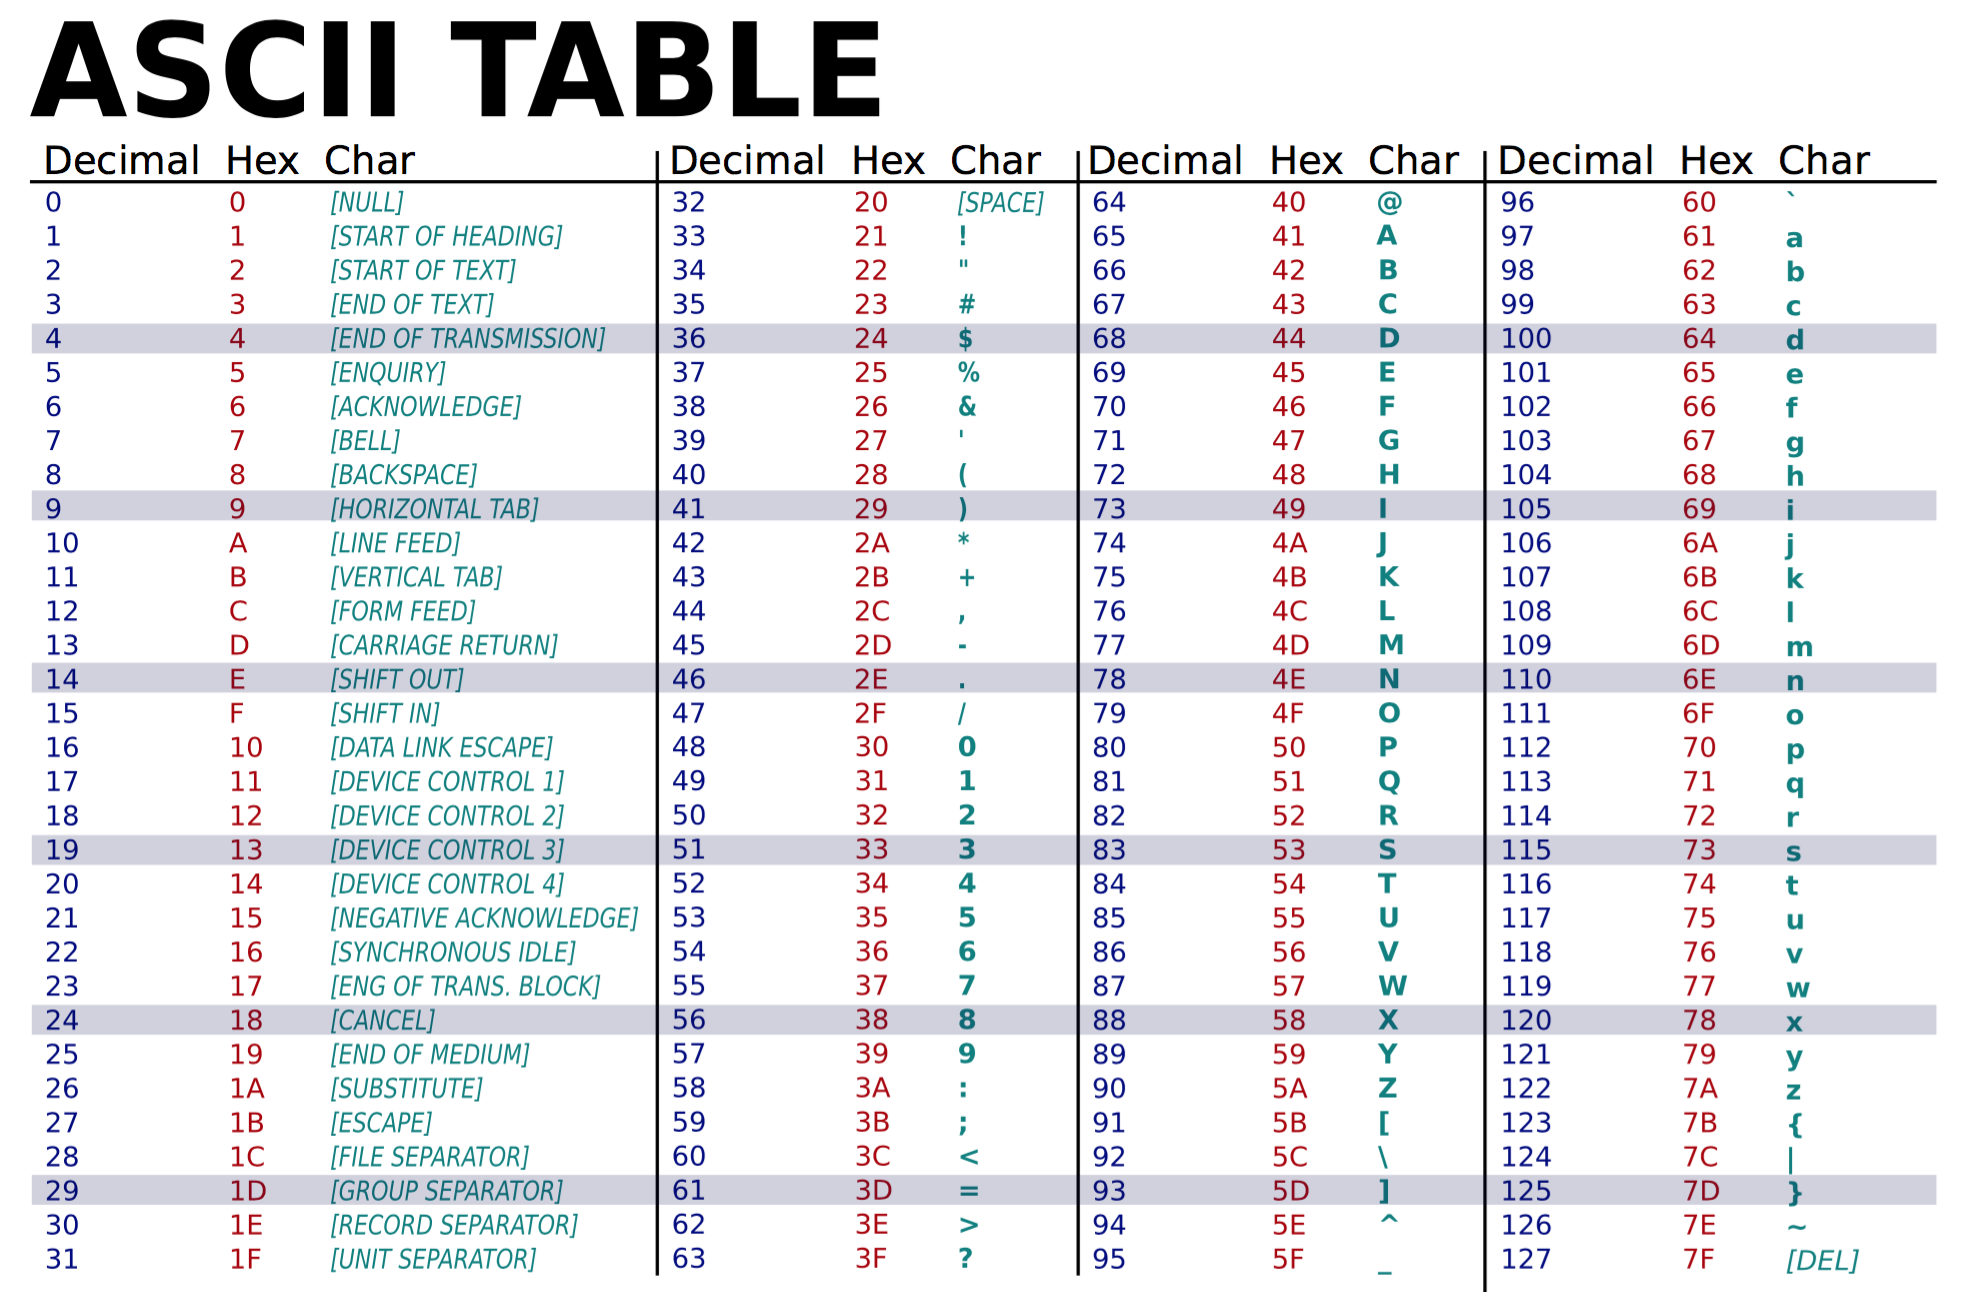 ASCII TABLE
Decimal Hex Char Decimal Hex Char Decimal Hex Char Decimal Hex Char
0 0 [NULL] 32 20 [SPACE] 64 40 @ 96 60 `
1 1 [START OF HEADING] 33 21 ! 65 41 A 97 61 a
2 2 [START OF TEXT] 34 22 " 66 42 B 98 62 b
3 3 [END OF TEXT] 35 23 # 67 43 C 99 63 c
4 4 [END OF TRANSMISSION] 36 24 $ 68 44 D 100 64 d
5 5 [ENQUIRY] 37 25 % 69 45 E 101 65 e
6 6 [ACKNOWLEDGE] 38 26 & 70 46 F 102 66 f
7 7 [BELL] 39 27 ' 71 47 G 103 67 g
8 8 [BACKSPACE] 40 28 ( 72 48 H 104 68 h
9 9 [HORIZONTAL TAB] 41 29 ) 73 49 I 105 69 i
10 A [LINE FEED] 42 2A * 74 4A J 106 6A j
11 B [VERTICAL TAB] 43 2B + 75 4B K 107 6B k
12 C [FORM FEED] 44 2C , 76 4C L 108 6C l
13 D [CARRIAGE RETURN] 45 2D - 77 4D M 109 6D m
14 E [SHIFT OUT] 46 2E . 78 4E N 110 6E n
15 F [SHIFT IN] 47 2F / 79 4F O 111 6F o
16 10 [DATA LINK ESCAPE] 48 30 0 80 50 P 112 70 p
17 11 [DEVICE CONTROL 1] 49 31 1 81 51 Q 113 71 q
18 12 [DEVICE CONTROL 2] 50 32 2 82 52 R 114 72 r
19 13 [DEVICE CONTROL 3] 51 33 3 83 53 S 115 73 s
20 14 [DEVICE CONTROL 4] 52 34 4 84 54 T 116 74 t
21 15 [NEGATIVE ACKNOWLEDGE] 53 35 5 85 55 U 117 75 u
22 16 [SYNCHRONOUS IDLE] 54 36 6 86 56 V 118 76 v
23 17 [ENG OF TRANS. BLOCK] 55 37 7 87 57 W 119 77 w
24 18 [CANCEL] 56 38 8 88 58 X 120 78 x
25 19 [END OF MEDIUM] 57 39 9 89 59 Y 121 79 y
26 1A [SUBSTITUTE] 58 3A : 90 5A Z 122 7A z
27 1B [ESCAPE] 59 3B ; 91 5B [ 123 7B {
28 1C [FILE SEPARATOR] 60 3C < 92 5C \ 124 7C |
29 1D [GROUP SEPARATOR] 61 3D = 93 5D ] 125 7D }
30 1E [RECORD SEPARATOR] 62 3E > 94 5E ^ 126 7E ~
31 1F [UNIT SEPARATOR] 63 3F ? 95 5F _ 127 7F [DEL]